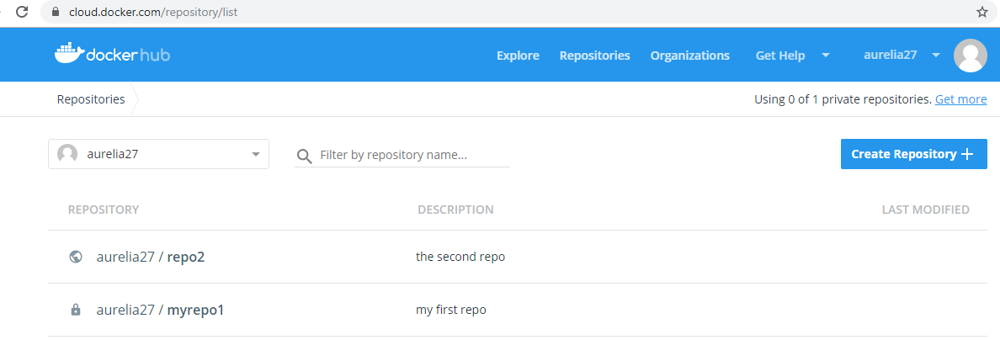 cloud.docker.com/repository/list
dockerhub Explore Repositories Organizations Get Help aurelia27
Repositories Using 0 of 1 private repositories. Get more
aurelia27 Filter by repository name... Create Repository +
REPOSITORY DESCRIPTION LAST MODIFIED
aurelia27 / repo2 the second repo
aurelia27 / myrepo1 my first repo